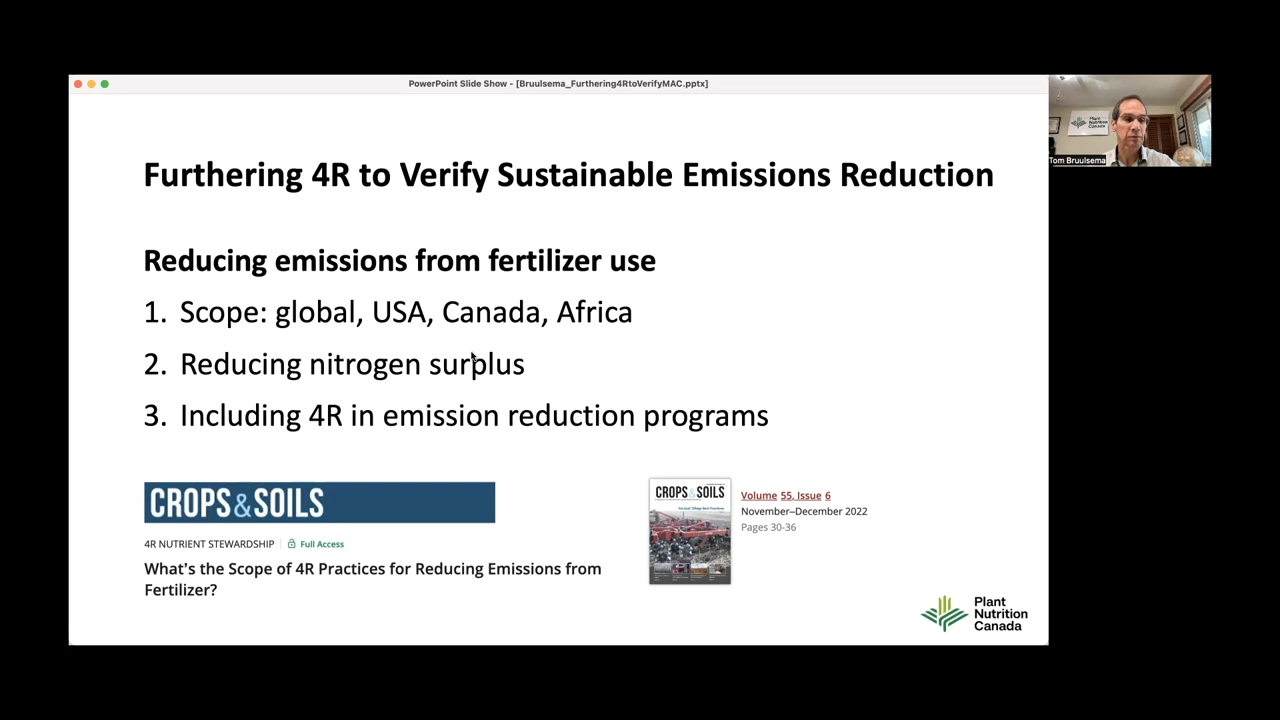 PowerPoint Slide Show - [Bruulsema_Furthering4RtoVerifyMAC.pptx]
Plant
Nutrition
Canada
Tom Bruulsema
Furthering 4R to Verify Sustainable Emissions Reduction
Reducing emissions from fertilizer use
1. Scope: global, USA, Canada, Africa
2. Reducing nitrogen surplus
3. Including 4R in emission reduction programs
CROPS&SOILS
4R NUTRIENT STEWARDSHIP | Full Access
What's the Scope of 4R Practices for Reducing Emissions from
Fertilizer?
CROPS&SOILS
Volume 55, Issue 6
November–December 2022
Pages 30-36
Plant
Nutrition
Canada